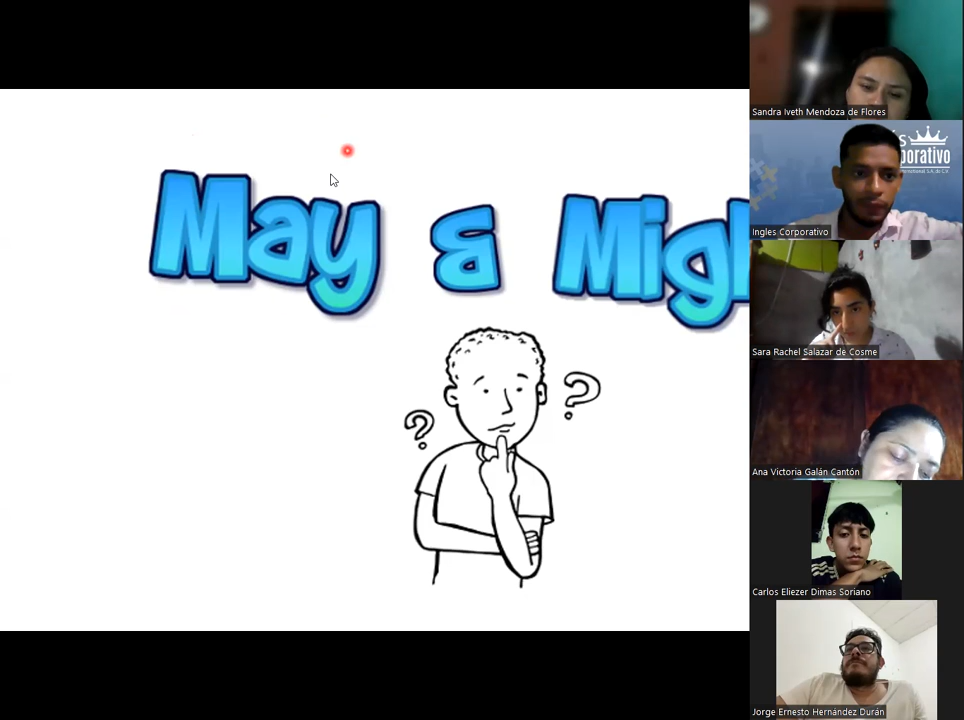 May & Migh
?
?
Sandra Iveth Mendoza de Flores
s
porativo
Ingles Corporativo
Sara Rachel Salazar de Cosme
Ana Victoria Galán Cantón
Carlos Eliezer Dimas Soriano
Jorge Ernesto Hernández Durán